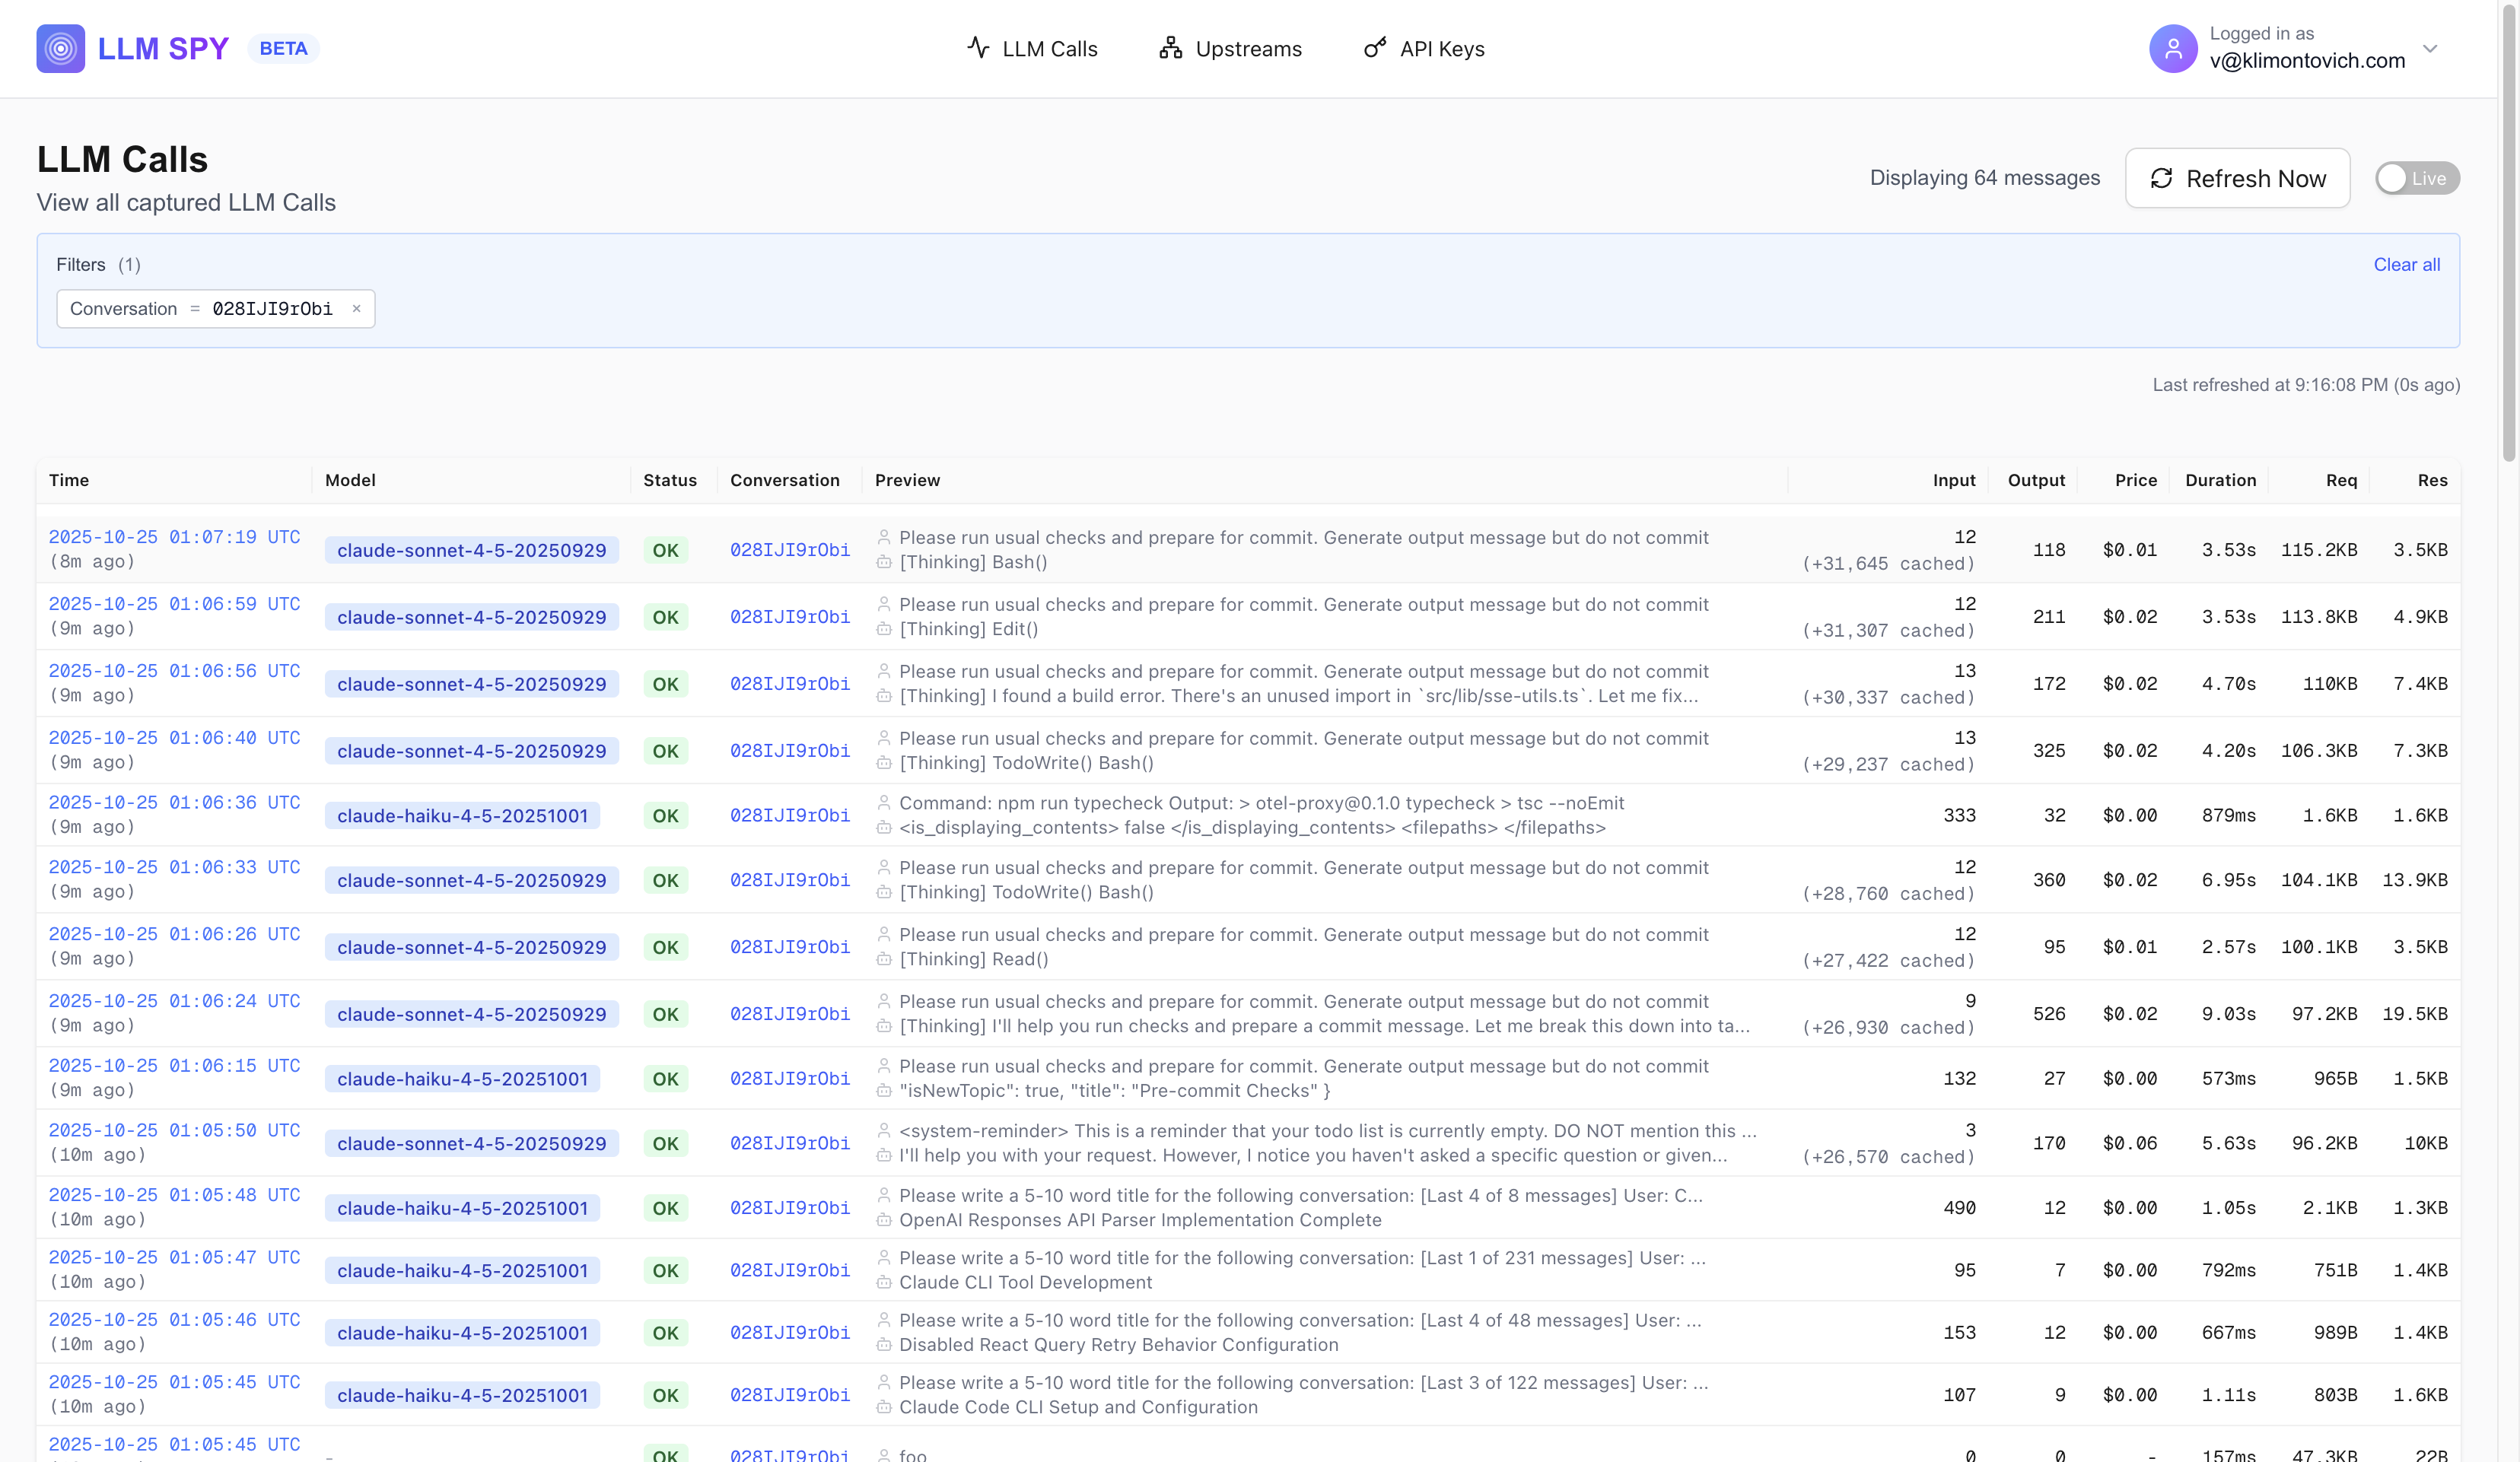 LLM SPY BETA LLM Calls Upstreams API Keys Logged in as
v@klimontovich.com
LLM Calls
View all captured LLM Calls
Displaying 64 messages Refresh Now Live
Filters (1) Clear all
Conversation = 028IJI9rObi ×
Last refreshed at 9:16:08 PM (0s ago)
Time Model Status Conversation Preview Input Output Price Duration Req Res
2025-10-25 01:07:19 UTC
(8m ago) claude-sonnet-4-5-20250929 OK 028IJI9rObi
Please run usual checks and prepare for commit. Generate output message but do not commit
[Thinking] Bash()
12
(+31,645 cached) 118 $0.01 3.53s 115.2KB 3.5KB
2025-10-25 01:06:59 UTC
(9m ago) claude-sonnet-4-5-20250929 OK 028IJI9rObi
Please run usual checks and prepare for commit. Generate output message but do not commit
[Thinking] Edit()
12
(+31,307 cached) 211 $0.02 3.53s 113.8KB 4.9KB
2025-10-25 01:06:56 UTC
(9m ago) claude-sonnet-4-5-20250929 OK 028IJI9rObi
Please run usual checks and prepare for commit. Generate output message but do not commit
[Thinking] I found a build error. There's an unused import in `src/lib/sse-utils.ts`. Let me fix...
13
(+30,337 cached) 172 $0.02 4.70s 110KB 7.4KB
2025-10-25 01:06:40 UTC
(9m ago) claude-sonnet-4-5-20250929 OK 028IJI9rObi
Please run usual checks and prepare for commit. Generate output message but do not commit
[Thinking] TodoWrite() Bash()
13
(+29,237 cached) 325 $0.02 4.20s 106.3KB 7.3KB
2025-10-25 01:06:36 UTC
(9m ago) claude-haiku-4-5-20251001 OK 028IJI9rObi
Command: npm run typecheck Output: > otel-proxy@0.1.0 typecheck > tsc --noEmit
<is_displaying_contents> false </is_displaying_contents> <filepaths> </filepaths>
333 32 $0.00 879ms 1.6KB 1.6KB
2025-10-25 01:06:33 UTC
(9m ago) claude-sonnet-4-5-20250929 OK 028IJI9rObi
Please run usual checks and prepare for commit. Generate output message but do not commit
[Thinking] TodoWrite() Bash()
12
(+28,760 cached) 360 $0.02 6.95s 104.1KB 13.9KB
2025-10-25 01:06:26 UTC
(9m ago) claude-sonnet-4-5-20250929 OK 028IJI9rObi
Please run usual checks and prepare for commit. Generate output message but do not commit
[Thinking] Read()
12
(+27,422 cached) 95 $0.01 2.57s 100.1KB 3.5KB
2025-10-25 01:06:24 UTC
(9m ago) claude-sonnet-4-5-20250929 OK 028IJI9rObi
Please run usual checks and prepare for commit. Generate output message but do not commit
[Thinking] I'll help you run checks and prepare a commit message. Let me break this down into ta...
9
(+26,930 cached) 526 $0.02 9.03s 97.2KB 19.5KB
2025-10-25 01:06:15 UTC
(9m ago) claude-haiku-4-5-20251001 OK 028IJI9rObi
Please run usual checks and prepare for commit. Generate output message but do not commit
"isNewTopic": true, "title": "Pre-commit Checks" }
132 27 $0.00 573ms 965B 1.5KB
2025-10-25 01:05:50 UTC
(10m ago) claude-sonnet-4-5-20250929 OK 028IJI9rObi
<system-reminder> This is a reminder that your todo list is currently empty. DO NOT mention this ...
I'll help you with your request. However, I notice you haven't asked a specific question or given...
3
(+26,570 cached) 170 $0.06 5.63s 96.2KB 10KB
2025-10-25 01:05:48 UTC
(10m ago) claude-haiku-4-5-20251001 OK 028IJI9rObi
Please write a 5-10 word title for the following conversation: [Last 4 of 8 messages] User: C...
OpenAI Responses API Parser Implementation Complete
490 12 $0.00 1.05s 2.1KB 1.3KB
2025-10-25 01:05:47 UTC
(10m ago) claude-haiku-4-5-20251001 OK 028IJI9rObi
Please write a 5-10 word title for the following conversation: [Last 1 of 231 messages] User: ...
Claude CLI Tool Development
95 7 $0.00 792ms 751B 1.4KB
2025-10-25 01:05:46 UTC
(10m ago) claude-haiku-4-5-20251001 OK 028IJI9rObi
Please write a 5-10 word title for the following conversation: [Last 4 of 48 messages] User: ...
Disabled React Query Retry Behavior Configuration
153 12 $0.00 667ms 989B 1.4KB
2025-10-25 01:05:45 UTC
(10m ago) claude-haiku-4-5-20251001 OK 028IJI9rObi
Please write a 5-10 word title for the following conversation: [Last 3 of 122 messages] User: ...
Claude Code CLI Setup and Configuration
107 9 $0.00 1.11s 803B 1.6KB
2025-10-25 01:05:45 UTC
- OK 028IJI9rObi foo 0 0 - 157ms 47.3KB 22B